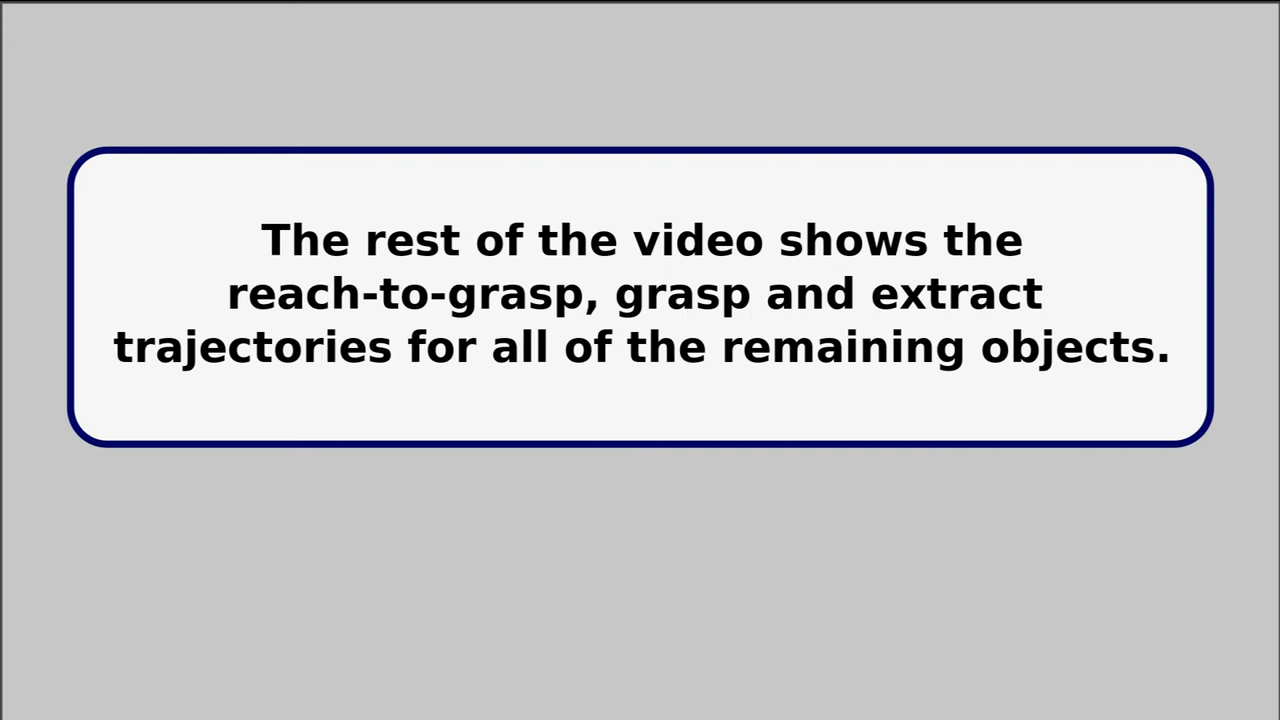 The rest of the video shows the
reach-to-grasp, grasp and extract
trajectories for all of the remaining objects.